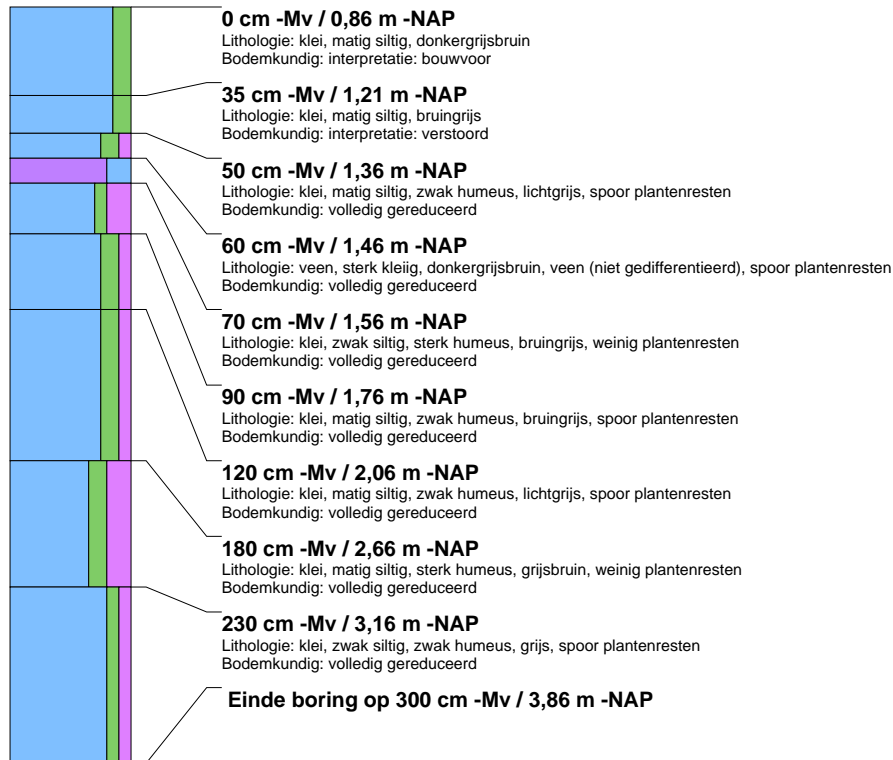 0 cm -Mv / 0,86 m -NAP
Lithologie: klei, matig siltig, donkergrijsbruin
Bodemkundig: interpretatie: bouwvoor
35 cm -Mv / 1,21 m -NAP
Lithologie: klei, matig siltig, bruingrijs
Bodemkundig: interpretatie: verstoord
50 cm -Mv / 1,36 m -NAP
Lithologie: klei, matig siltig, zwak humeus, lichtgrijs, spoor plantenresten
Bodemkundig: volledig gereduceerd
60 cm -Mv / 1,46 m -NAP
Lithologie: veen, sterk kleiig, donkergrijsbruin, veen (niet gedifferentieerd), spoor plantenresten
Bodemkundig: volledig gereduceerd
70 cm -Mv / 1,56 m -NAP
Lithologie: klei, zwak siltig, sterk humeus, bruingrijs, weinig plantenresten
Bodemkundig: volledig gereduceerd
90 cm -Mv / 1,76 m -NAP
Lithologie: klei, matig siltig, zwak humeus, bruingrijs, spoor plantenresten
Bodemkundig: volledig gereduceerd
120 cm -Mv / 2,06 m -NAP
Lithologie: klei, matig siltig, zwak humeus, lichtgrijs, spoor plantenresten
Bodemkundig: volledig gereduceerd
180 cm -Mv / 2,66 m -NAP
Lithologie: klei, matig siltig, sterk humeus, grijsbruin, weinig plantenresten
Bodemkundig: volledig gereduceerd
230 cm -Mv / 3,16 m -NAP
Lithologie: klei, zwak siltig, zwak humeus, grijs, spoor plantenresten
Bodemkundig: volledig gereduceerd
Einde boring op 300 cm -Mv / 3,86 m -NAP